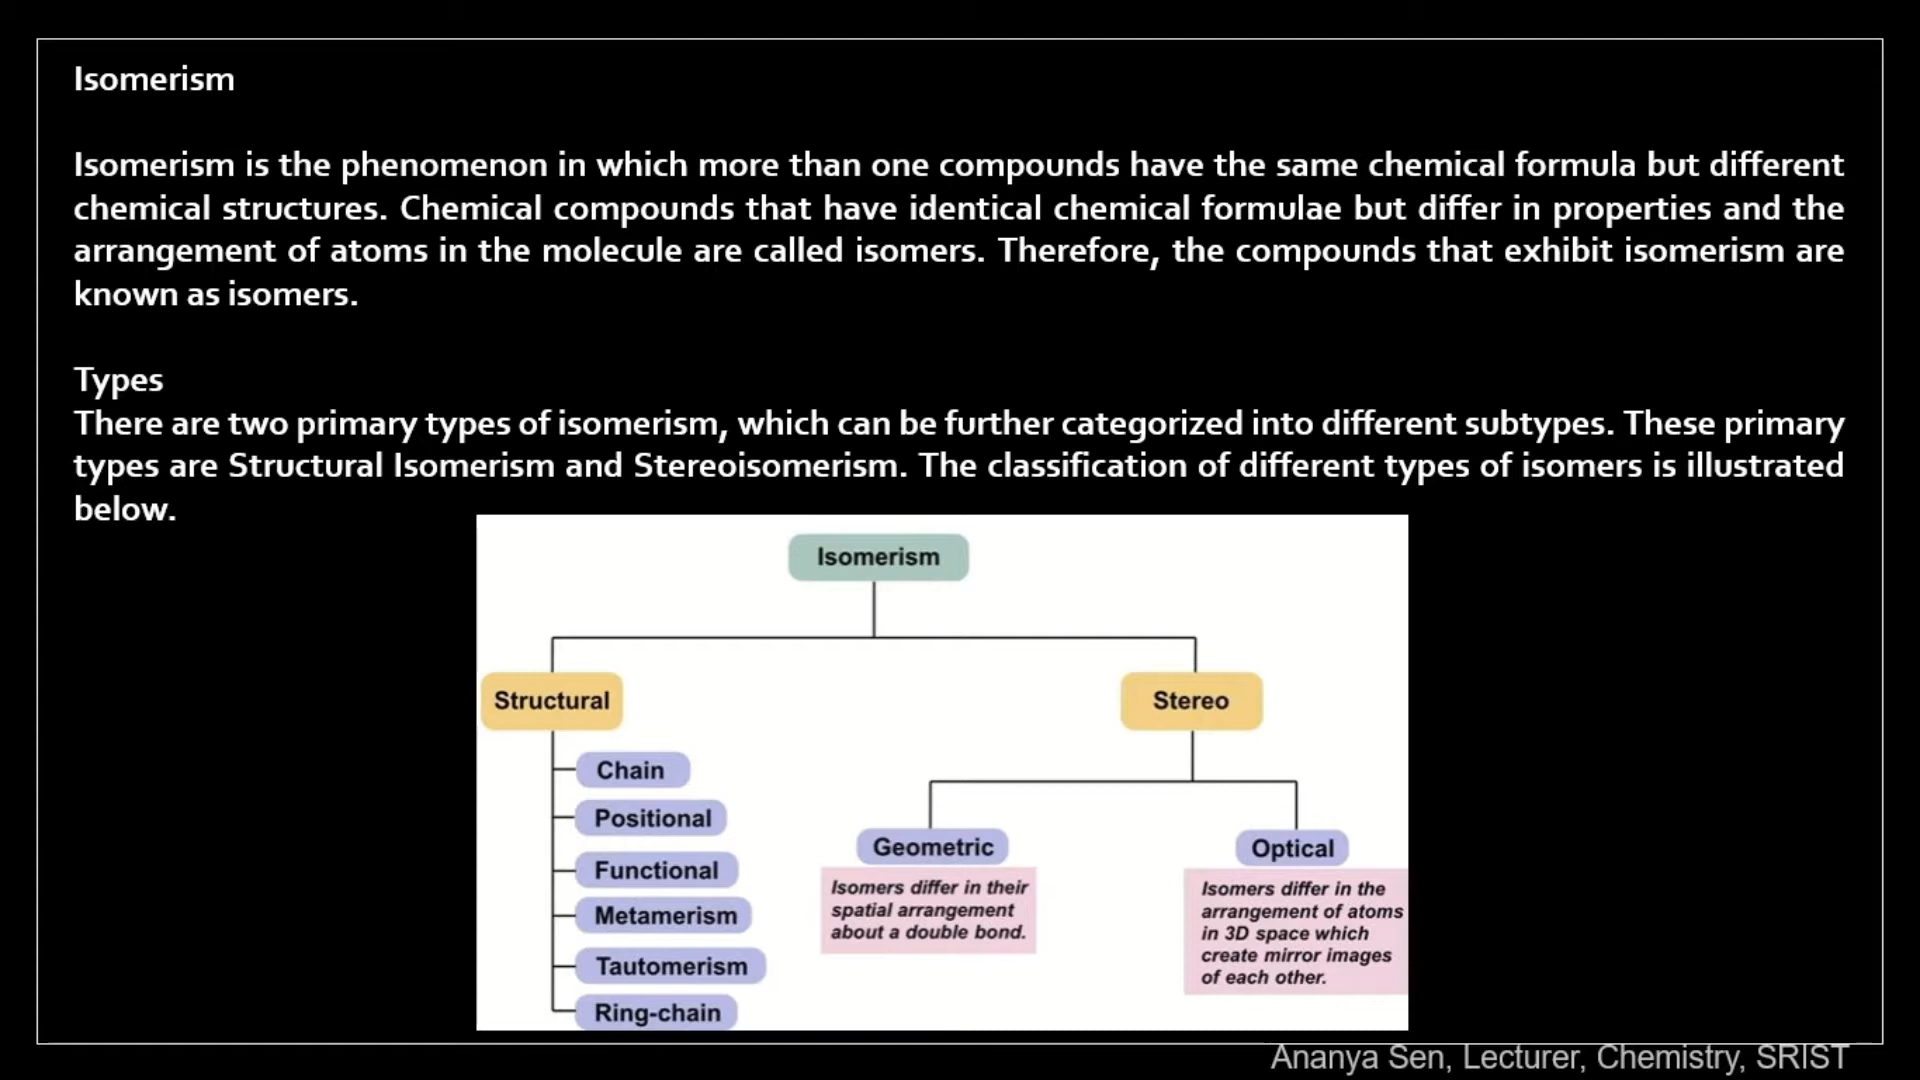 Isomerism
Isomerism is the phenomenon in which more than one compounds have the same chemical formula but different
chemical structures. Chemical compounds that have identical chemical formulae but differ in properties and the
arrangement of atoms in the molecule are called isomers. Therefore, the compounds that exhibit isomerism are
known as isomers.
Types
There are two primary types of isomerism, which can be further categorized into different subtypes. These primary
types are Structural Isomerism and Stereoisomerism. The classification of different types of isomers is illustrated
below.
Isomerism
Structural
Chain
Positional
Functional
Metamerism
Tautomerism
Ring-chain
Stereo
Geometric
Isomers differ in their
spatial arrangement
about a double bond.
Optical
Isomers differ in the
arrangement of atoms
in 3D space which
create mirror images
of each other.
Ananya Sen, Lecturer, Chemistry, SRIST